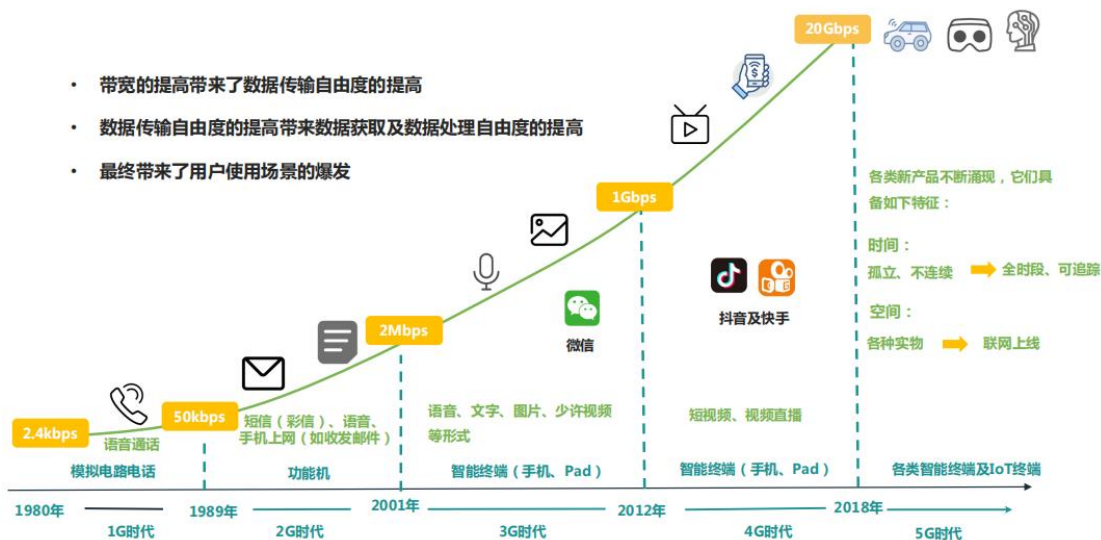 20Gbps
• 带宽的提高带来了数据传输自由度的提高
• 数据传输自由度的提高带来数据获取及数据处理自由度的提高
• 最终带来了用户使用场景的爆发
1Gbps
各类新产品不断涌现，它们具
备如下特征：
时间：
孤立、不连续
全时段、可追踪
空间：
各种实物
联网上线
抖音及快手
微信
2Mbps
50kbps
2.4kbps
语音通话
短信（彩信）、语音、
手机上网（如收发邮件）
语音、文字、图片、少许视频
等形式
短视频、视频直播
模拟电路电话
功能机
智能终端（手机、Pad）
智能终端（手机、Pad）
各类智能终端及IoT终端
1980年
1989年
2001年
2012年
2018年
1G时代
2G时代
3G时代
4G时代
5G时代